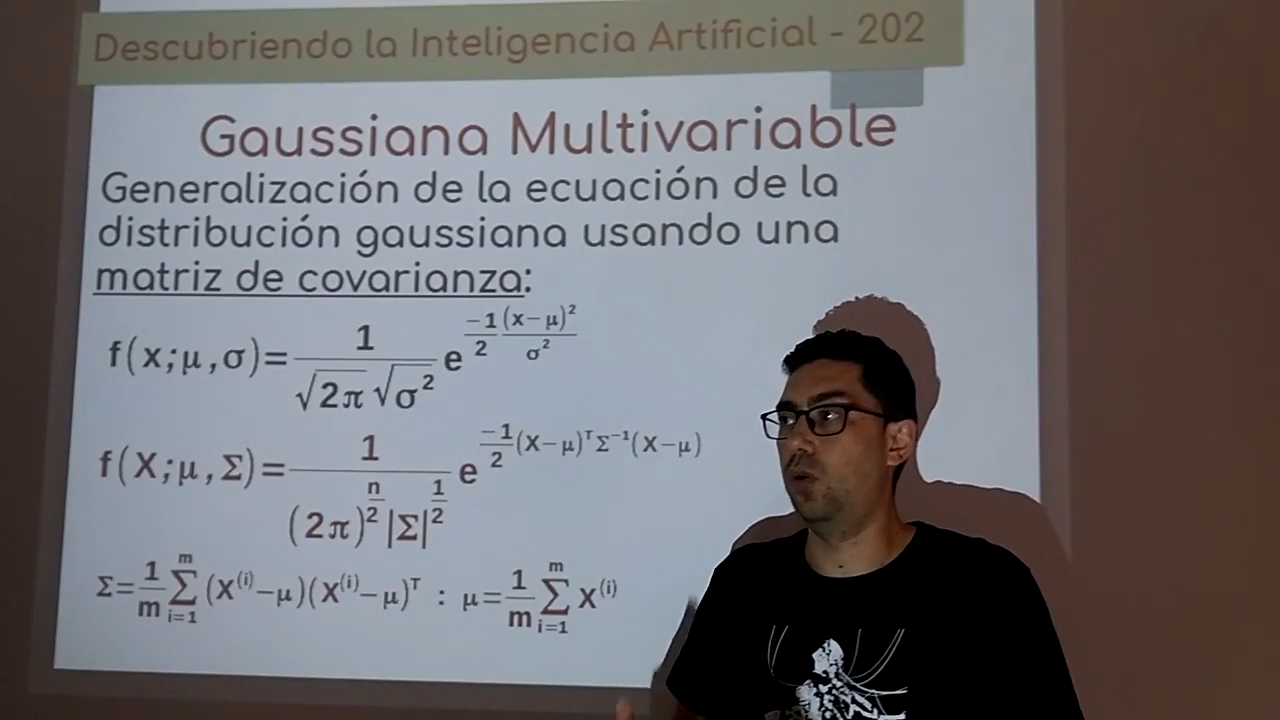 Descubriendo la Inteligencia Artificial - 202
Gaussiana Multivariable
Generalización de la ecuación de la
distribución gaussiana usando una
matriz de covarianza:
f(x;μ,σ)=1/(√2π √σ²) e^(-1/2 (x-μ)²/σ²)
f(X;μ,Σ)=1/((2π)^(n/2) |Σ|^(1/2)) e^(-1/2 (X-μ)ᵀ Σ⁻¹ (X-μ))
Σ=1/m Σ_{i=1}^{m} (X⁽ⁱ⁾-μ)(X⁽ⁱ⁾-μ)ᵀ : μ=1/m Σ_{i=1}^{m} X⁽ⁱ⁾